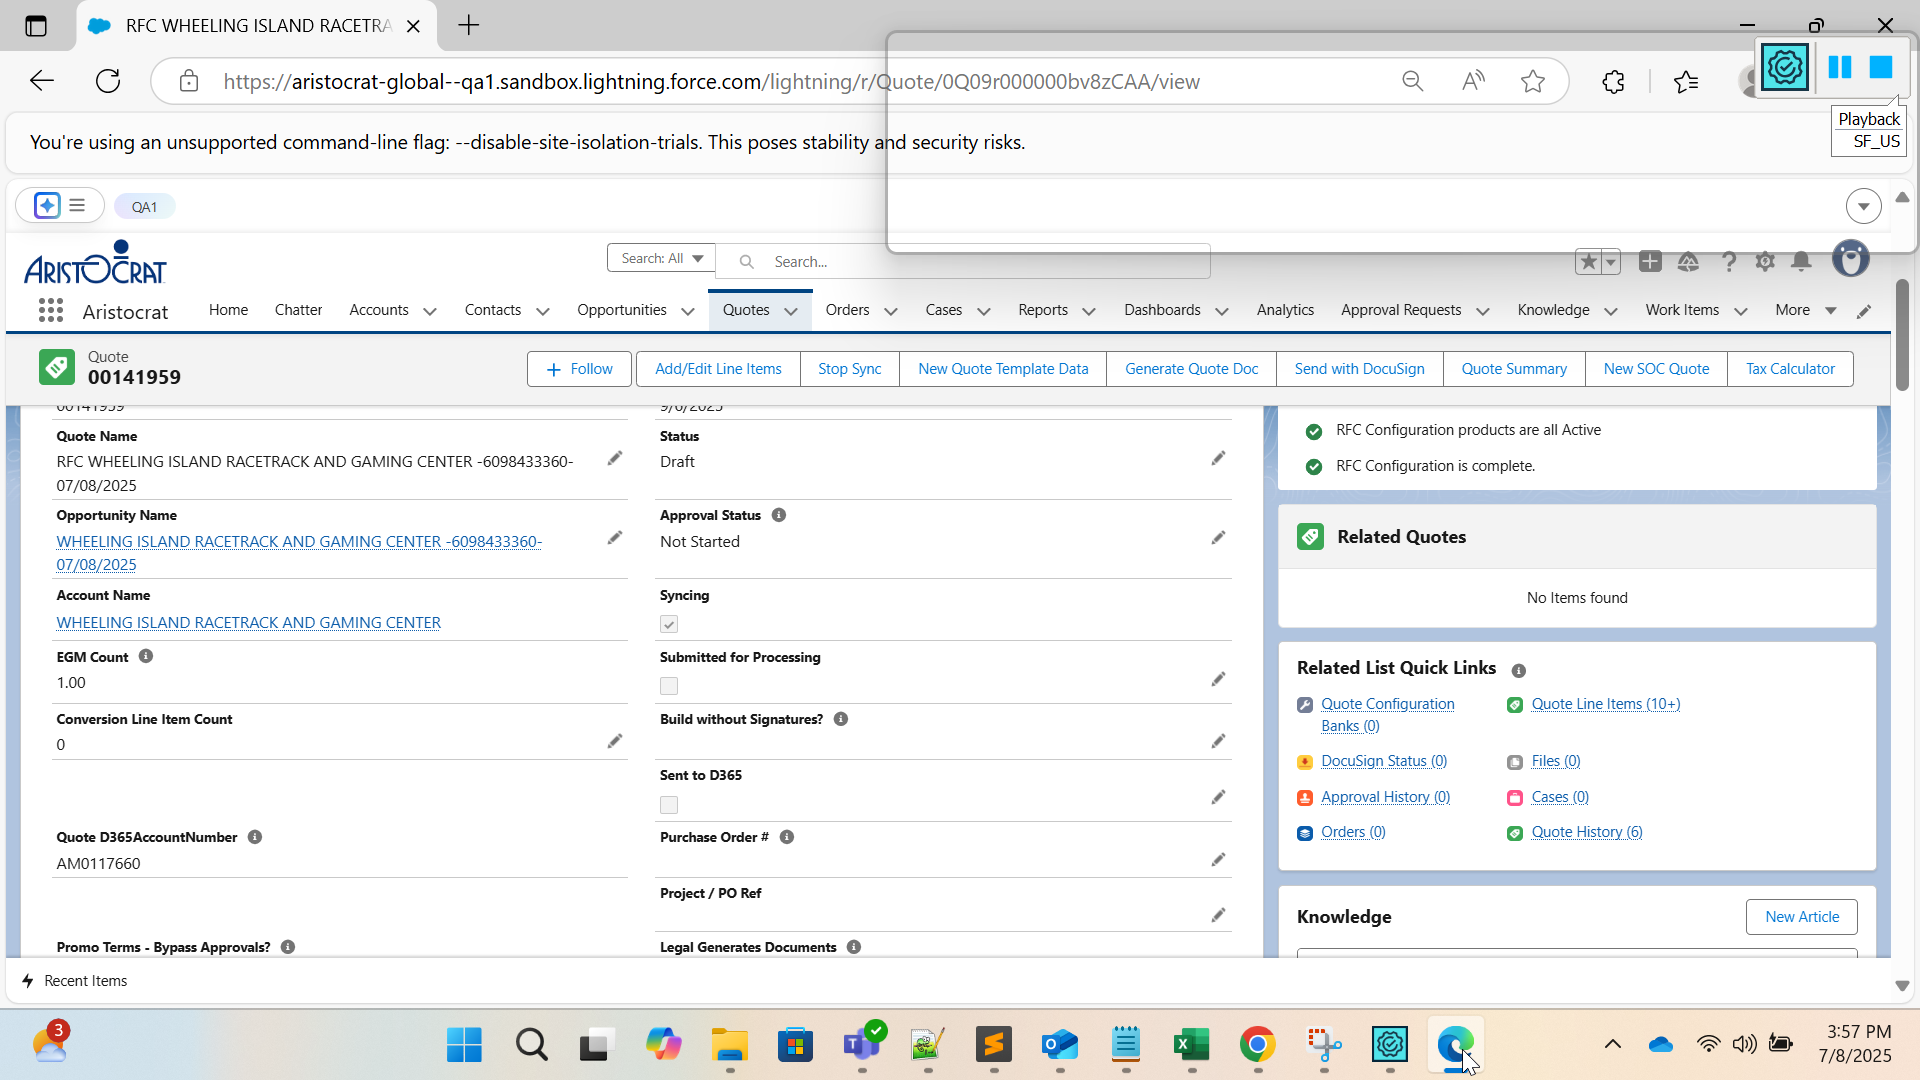 RFC WHEELING ISLAND RACETRA
https://aristocrat-global--qa1.sandbox.lightning.force.com/lightning/r/Quote/0Q09r000000bv8zCAA/view
Playback
SF_US
You're using an unsupported command-line flag: --disable-site-isolation-trials. This poses stability and security risks.
QA1
ARISTOCRAT
Search: All
Search...
Aristocrat
Home
Chatter
Accounts
Contacts
Opportunities
Quotes
Orders
Cases
Reports
Dashboards
Analytics
Approval Requests
Knowledge
Work Items
More
Quote
00141959
Follow
Add/Edit Line Items
Stop Sync
New Quote Template Data
Generate Quote Doc
Send with DocuSign
Quote Summary
New SOC Quote
Tax Calculator
00141959
9/6/2025
Quote Name
RFC WHEELING ISLAND RACETRACK AND GAMING CENTER -6098433360-
07/08/2025
Status
Draft
Opportunity Name
WHEELING ISLAND RACETRACK AND GAMING CENTER -6098433360-
07/08/2025
Approval Status
Not Started
Account Name
WHEELING ISLAND RACETRACK AND GAMING CENTER
Syncing
EGM Count
1.00
Submitted for Processing
Conversion Line Item Count
0
Build without Signatures?
Sent to D365
Quote D365AccountNumber
AM0117660
Purchase Order #
Project / PO Ref
Promo Terms - Bypass Approvals?
Legal Generates Documents
RFC Configuration products are all Active
RFC Configuration is complete.
Related Quotes
No Items found
Related List Quick Links
Quote Configuration
Banks (0)
Quote Line Items (10+)
DocuSign Status (0)
Files (0)
Approval History (0)
Cases (0)
Orders (0)
Quote History (6)
Knowledge
New Article
Recent Items
3
3:57 PM
7/8/2025